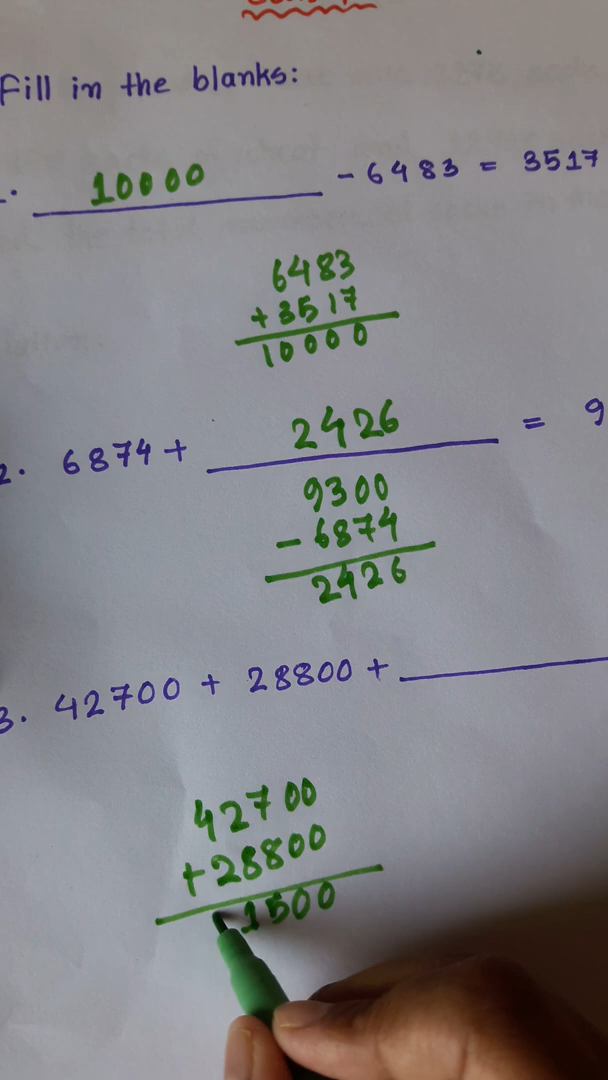 Fill in the blanks:
10000 - 6483 = 3517
6483
+3517
10000
2. 6874 + 2426 = 9
9300
- 6874
2426
3. 42700 + 28800 + 
42700
+28800
1500